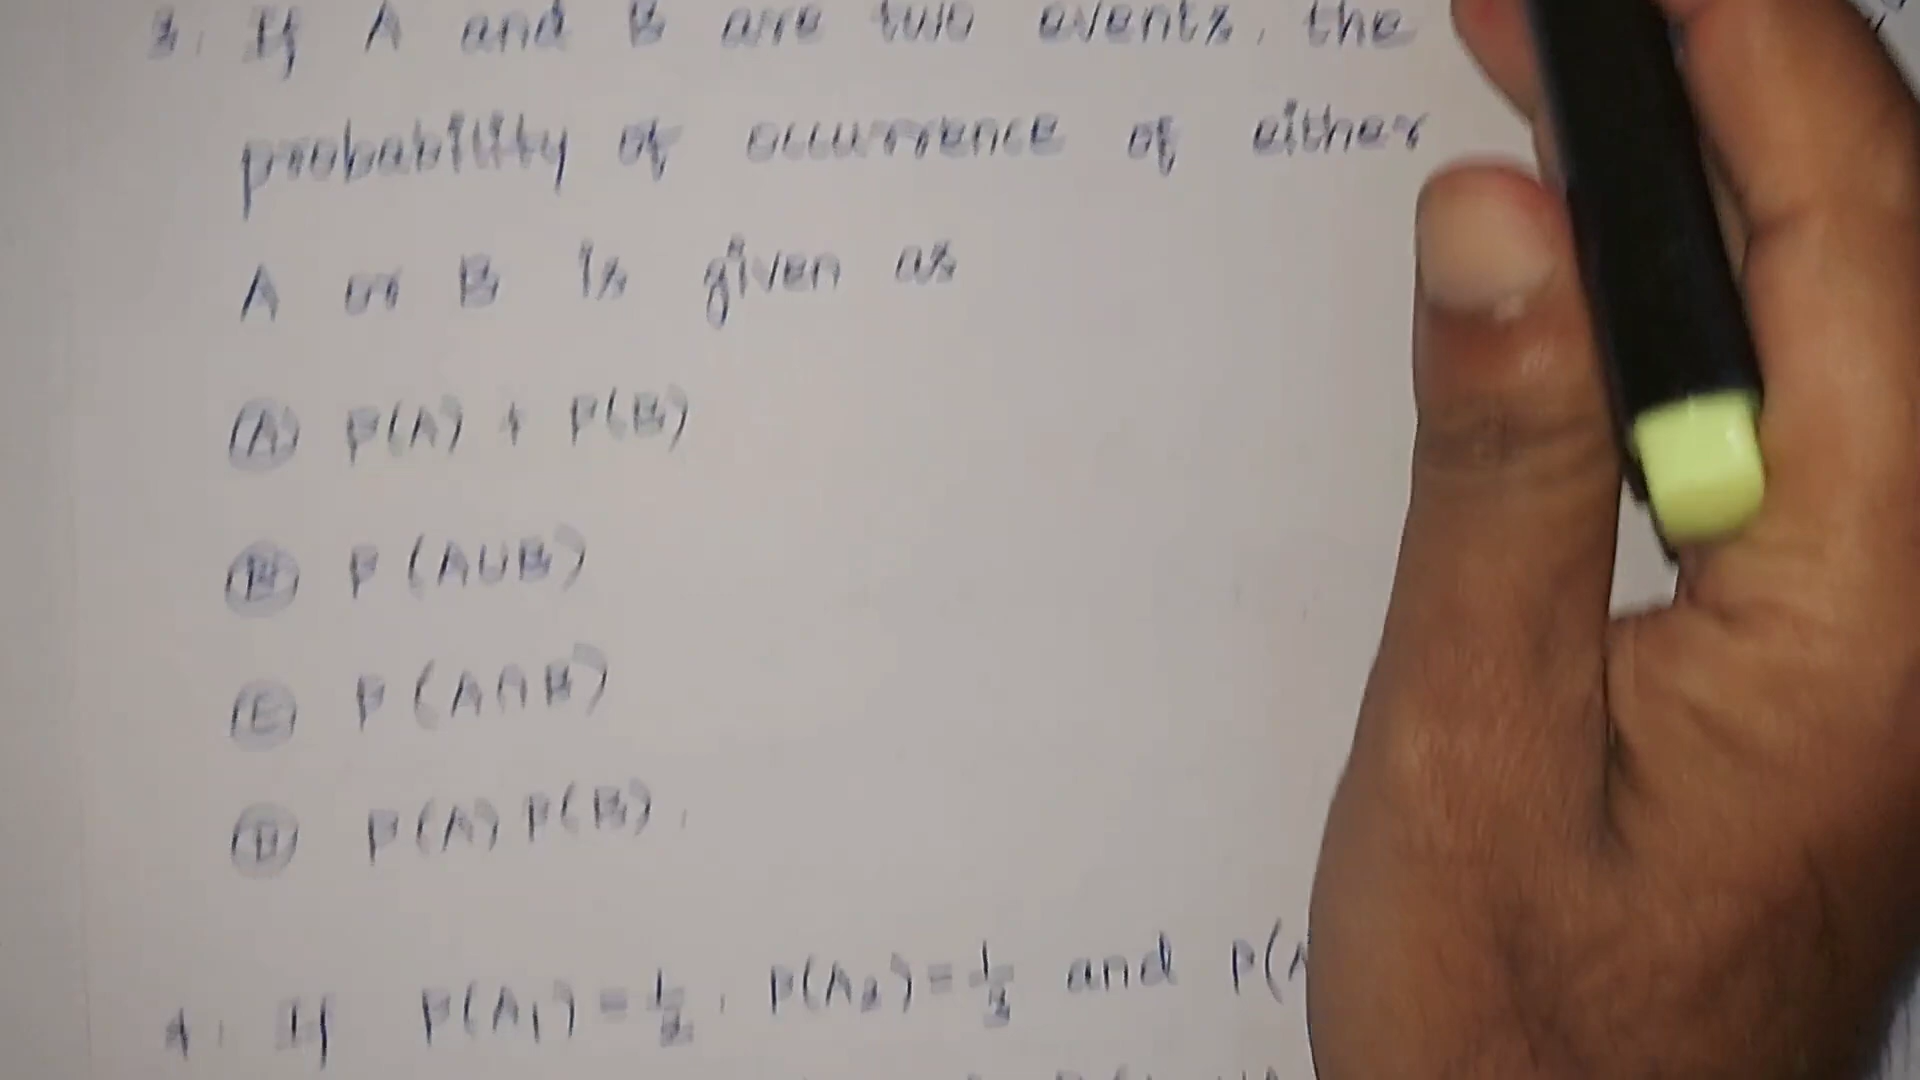 3. If A and B are two events, the
probability of occurrence of either
A or B is given as
(A) P(A) + P(B)
(B) P(A∪B)
(C) P(A∩B)
(D) P(A) P(B).
4. If P(A₁) = 1/2, P(A₂) = 1/3 and P(A